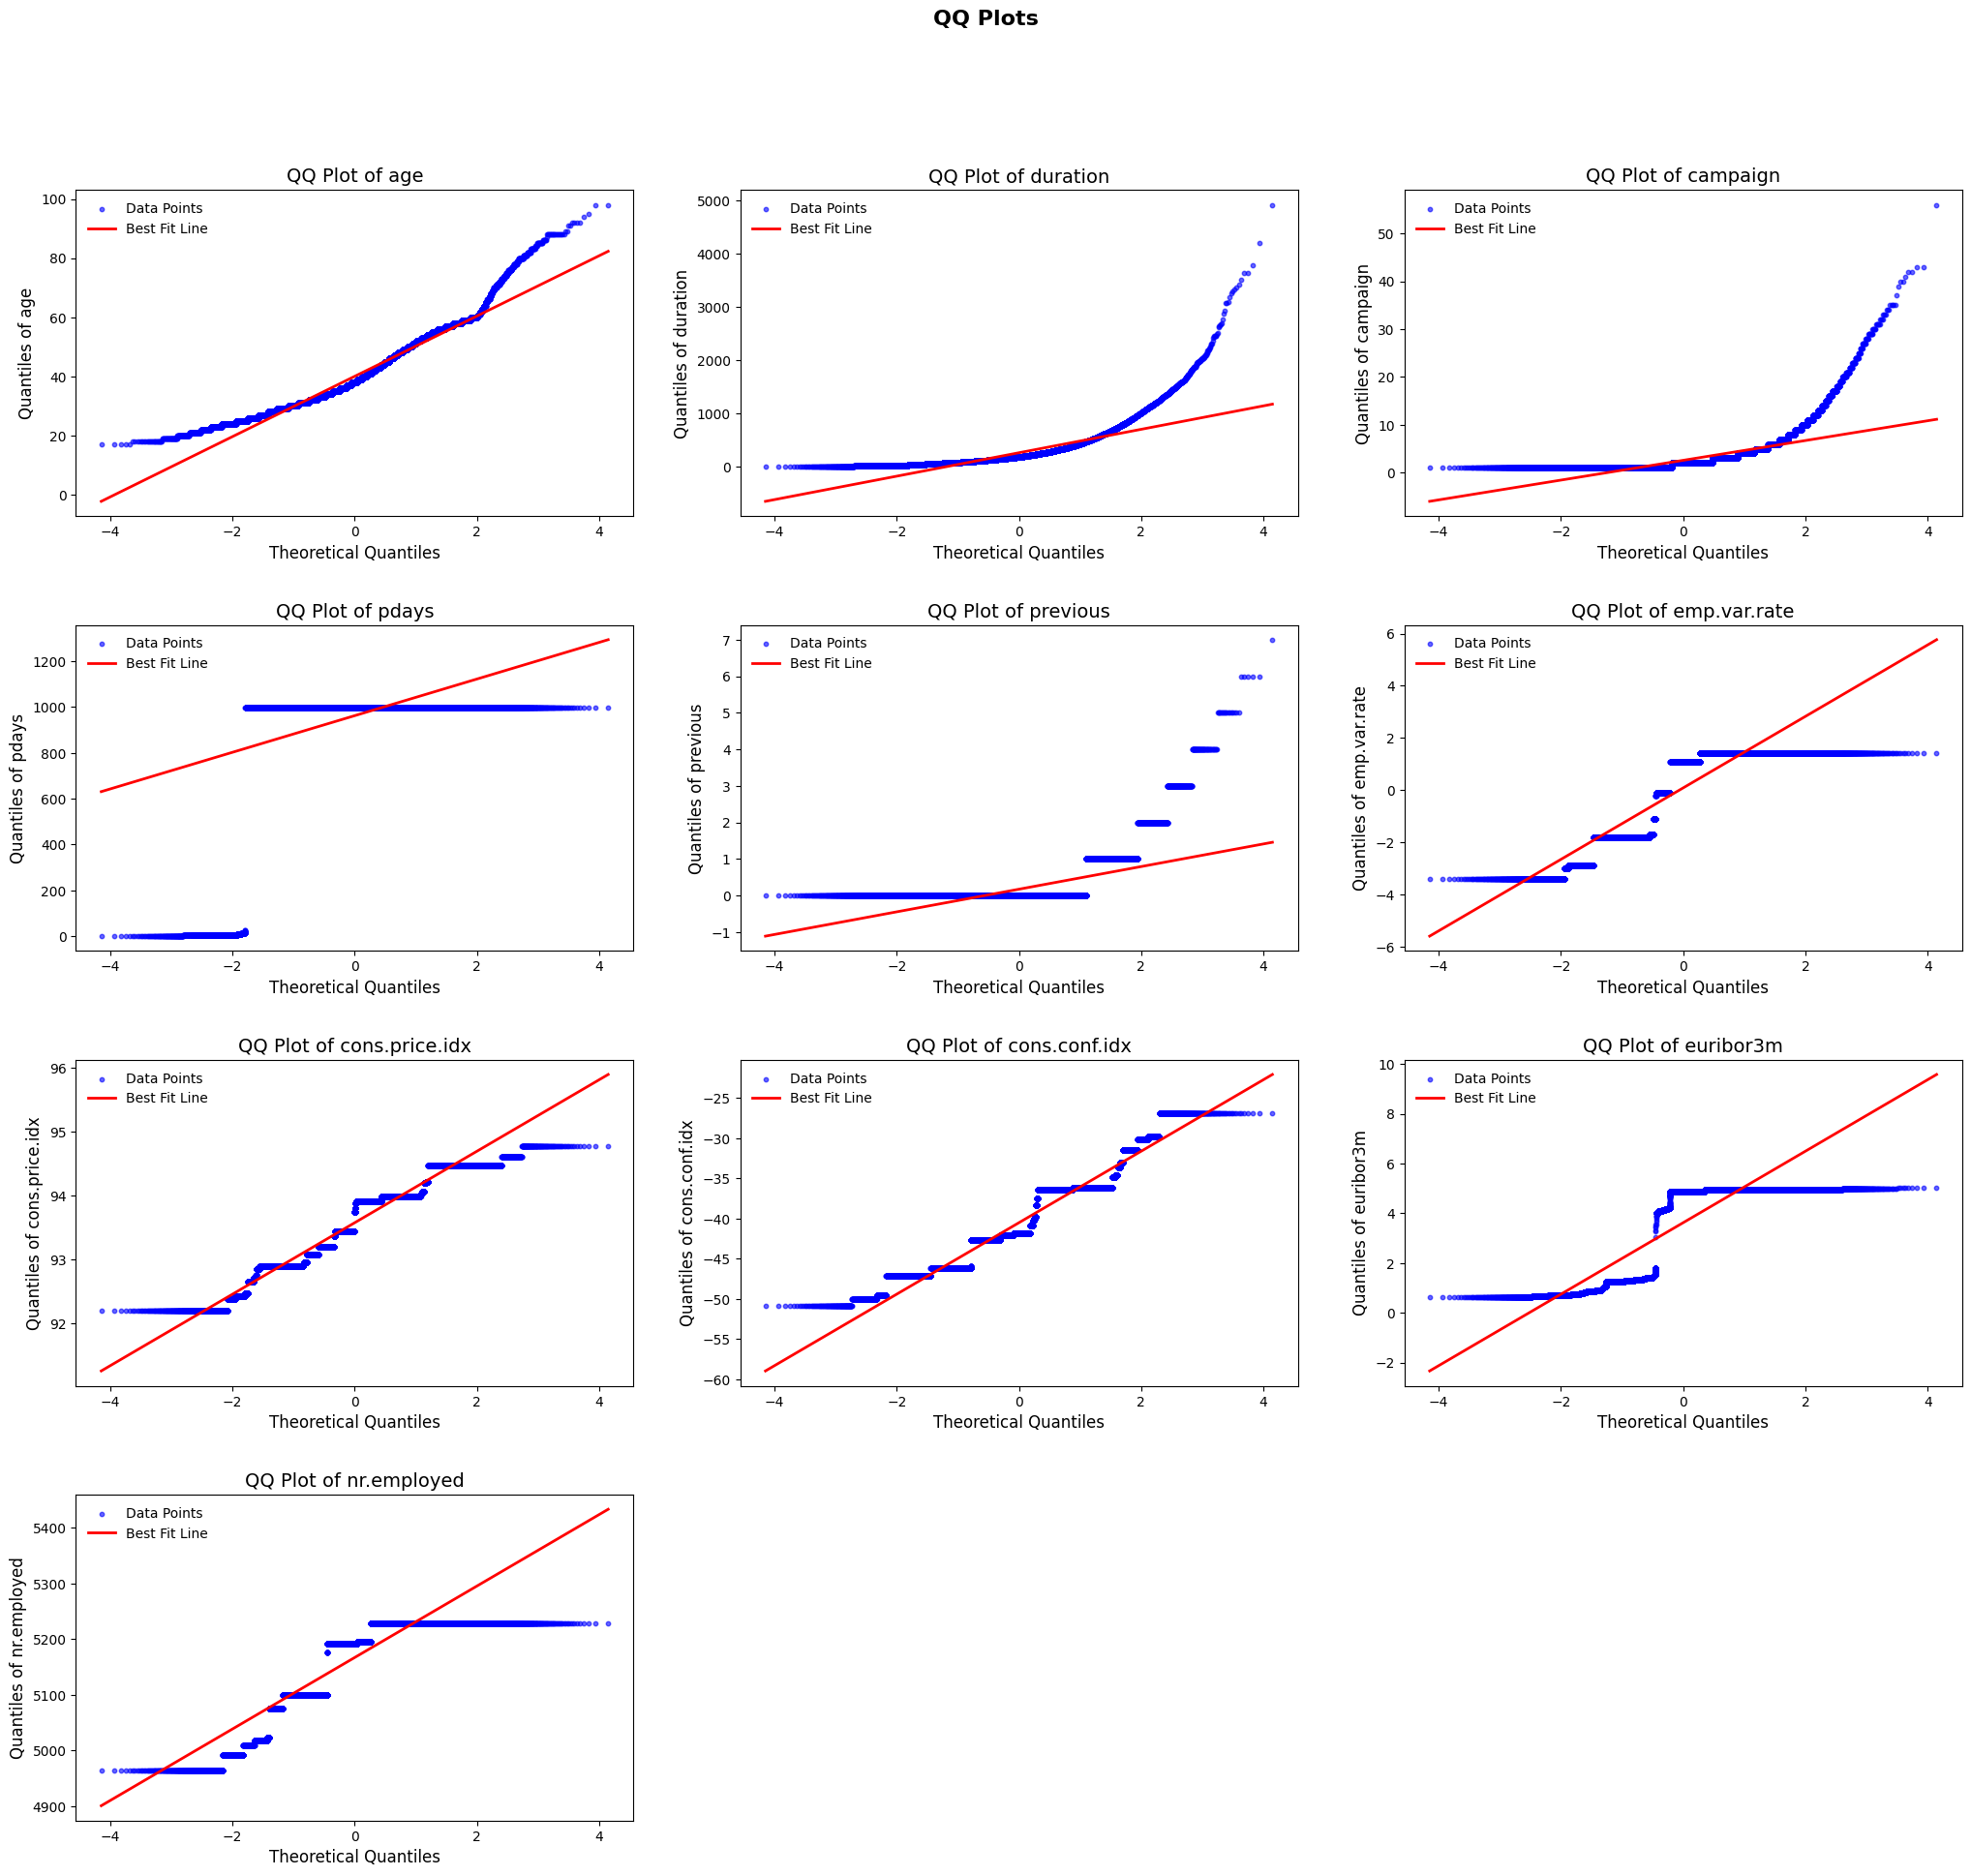 QQ Plots
QQ Plot of age
Quantiles of age
100
80
60
40
20
0
Data Points
Best Fit Line
−4
−2
0
2
4
Theoretical Quantiles
QQ Plot of duration
Quantiles of duration
5000
4000
3000
2000
1000
0
Data Points
Best Fit Line
−4
−2
0
2
4
Theoretical Quantiles
QQ Plot of campaign
Quantiles of campaign
50
40
30
20
10
0
Data Points
Best Fit Line
−4
−2
0
2
4
Theoretical Quantiles
QQ Plot of pdays
Quantiles of pdays
1200
1000
800
600
400
200
0
Data Points
Best Fit Line
−4
−2
0
2
4
Theoretical Quantiles
QQ Plot of previous
Quantiles of previous
7
6
5
4
3
2
1
0
−1
Data Points
Best Fit Line
−4
−2
0
2
4
Theoretical Quantiles
QQ Plot of emp.var.rate
Quantiles of emp.var.rate
6
4
2
0
−2
−4
−6
Data Points
Best Fit Line
−4
−2
0
2
4
Theoretical Quantiles
QQ Plot of cons.price.idx
Quantiles of cons.price.idx
96
95
94
93
92
Data Points
Best Fit Line
−4
−2
0
2
4
Theoretical Quantiles
QQ Plot of cons.conf.idx
Quantiles of cons.conf.idx
−25
−30
−35
−40
−45
−50
−55
−60
Data Points
Best Fit Line
−4
−2
0
2
4
Theoretical Quantiles
QQ Plot of euribor3m
Quantiles of euribor3m
10
8
6
4
2
0
−2
Data Points
Best Fit Line
−4
−2
0
2
4
Theoretical Quantiles
QQ Plot of nr.employed
Quantiles of nr.employed
5400
5300
5200
5100
5000
4900
Data Points
Best Fit Line
−4
−2
0
2
4
Theoretical Quantiles